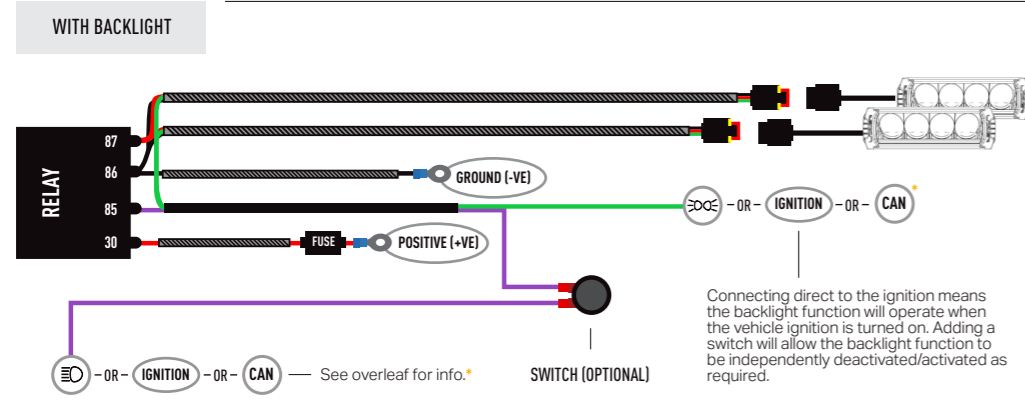 WITH BACKLIGHT
RELAY
87
86
85
30
GROUND (-VE)
FUSE
POSITIVE (+VE)
- OR - IGNITION - OR - CAN *
Connecting direct to the ignition means
the backlight function will operate when
the vehicle ignition is turned on. Adding a
switch will allow the backlight function to
be independently deactivated/activated as
required.
- OR - IGNITION - OR - CAN
See overleaf for info.*
SWITCH (OPTIONAL)